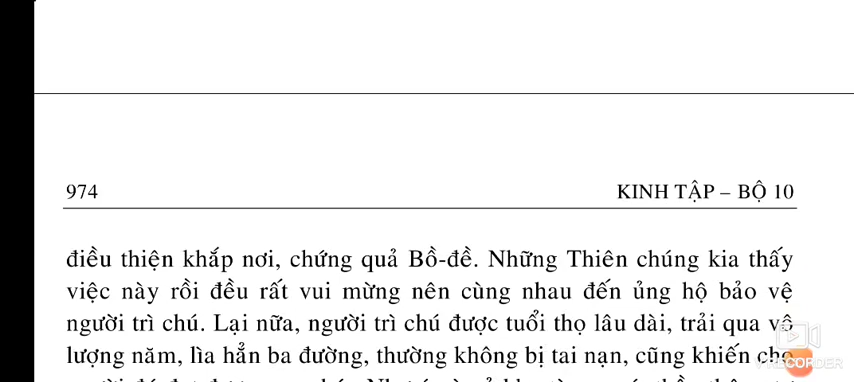 974
KINH TẬP – BỘ 10
điều thiện khắp nơi, chứng quả Bồ-đề. Những Thiên chúng kia thấy
việc này rồi đều rất vui mừng nên cùng nhau đến ủng hộ bảo vệ
người trì chú. Lại nữa, người trì chú được tuổi thọ lâu dài, trải qua vô
lượng năm, lìa hẳn ba đường, thường không bị tai nạn, cũng khiến cho
RECORDER